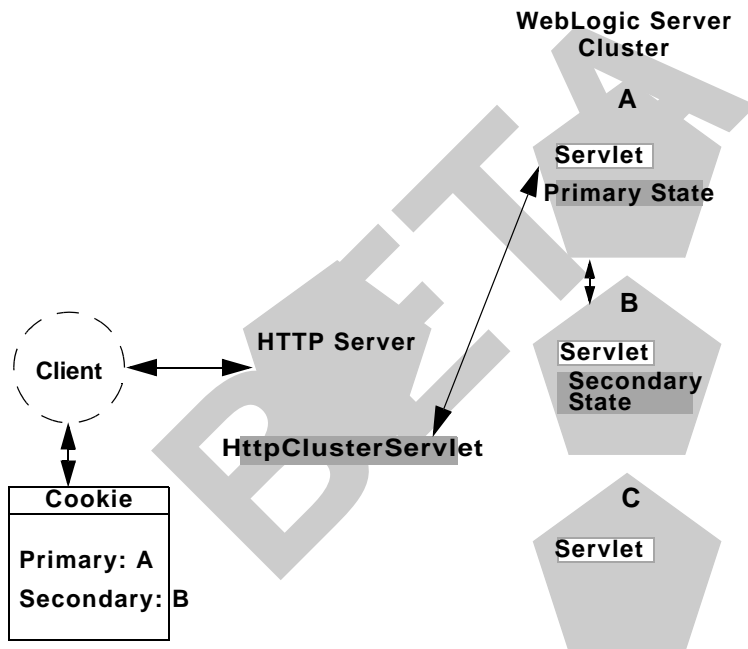 WebLogic Server
Cluster
A
Servlet
Primary State
B
Servlet
Secondary
State
C
Servlet
HTTP Server
HttpClusterServlet
Client
Cookie
Primary: A
Secondary: B
BETA